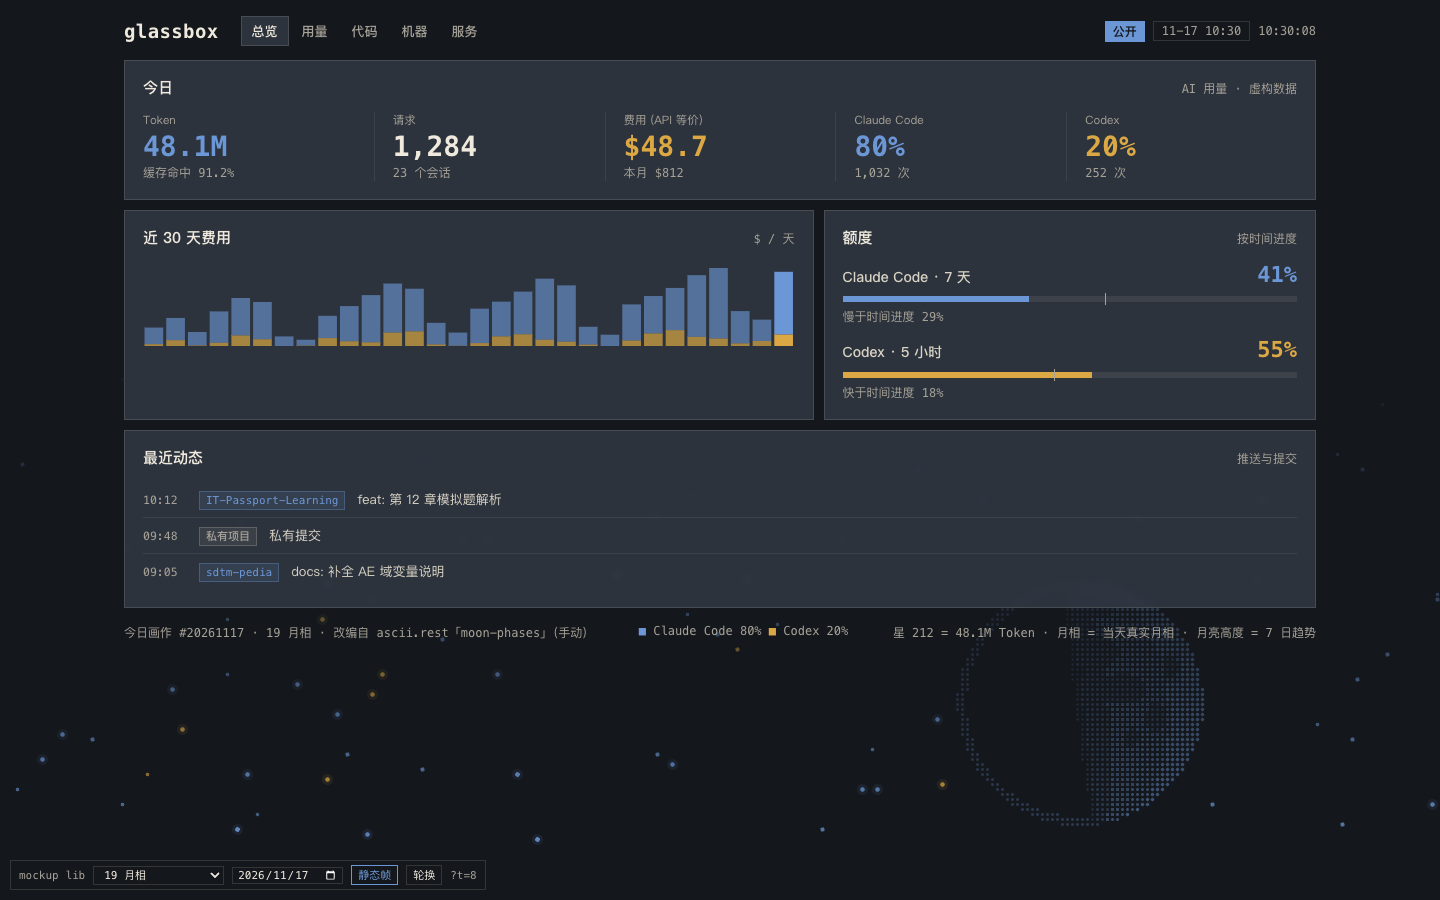 glassbox 总览 用量 代码 机器 服务 公开 11-17 10:30 10:30:08
今日 AI 用量 · 虚构数据
Token 请求 费用 (API 等价) Claude Code Codex
48.1M 1,284 $48.7 80% 20%
缓存命中 91.2% 23 个会话 本月 $812 1,032 次 252 次
近 30 天费用 $ / 天
额度 按时间进度
Claude Code · 7 天 41%
慢于时间进度 29%
Codex · 5 小时 55%
快于时间进度 18%
最近动态 推送与提交
10:12 IT-Passport-Learning feat: 第 12 章模拟题解析
09:48 私有项目 私有提交
09:05 sdtm-pedia docs: 补全 AE 域变量说明
今日画作 #20261117 · 19 月相 · 改编自 ascii.rest「moon-phases」(手动) Claude Code 80% Codex 20% 星 212 = 48.1M Token · 月相 = 当天真实月相 · 月亮高度 = 7 日趋势
mockup lib 19 月相 2026/11/17 静态帧 轮换 ?t=8